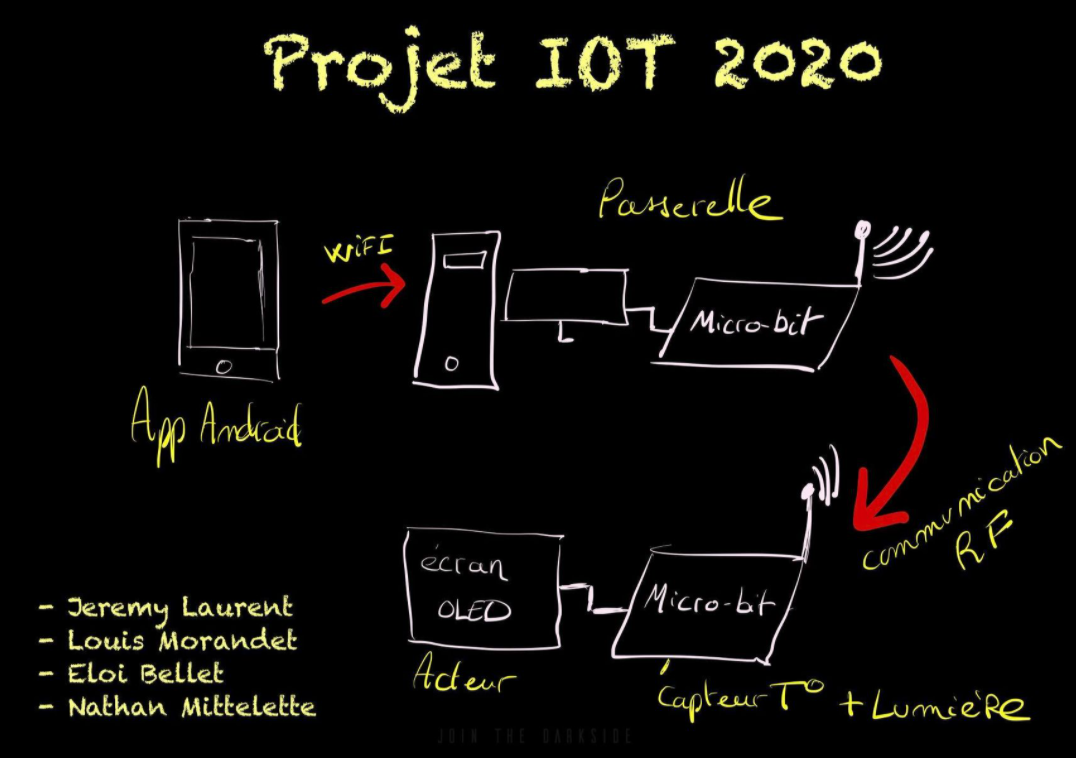 Projet IOT 2020
Passerelle
WiFI
Micro-bit
App Android
communication
RF
écran
OLED
Micro-bit
Acteur
Capteur T° + Lumière
- Jeremy Laurent
- Louis Morandet
- Eloi Bellet
- Nathan Mittelette
JOIN THE DARKSIDE